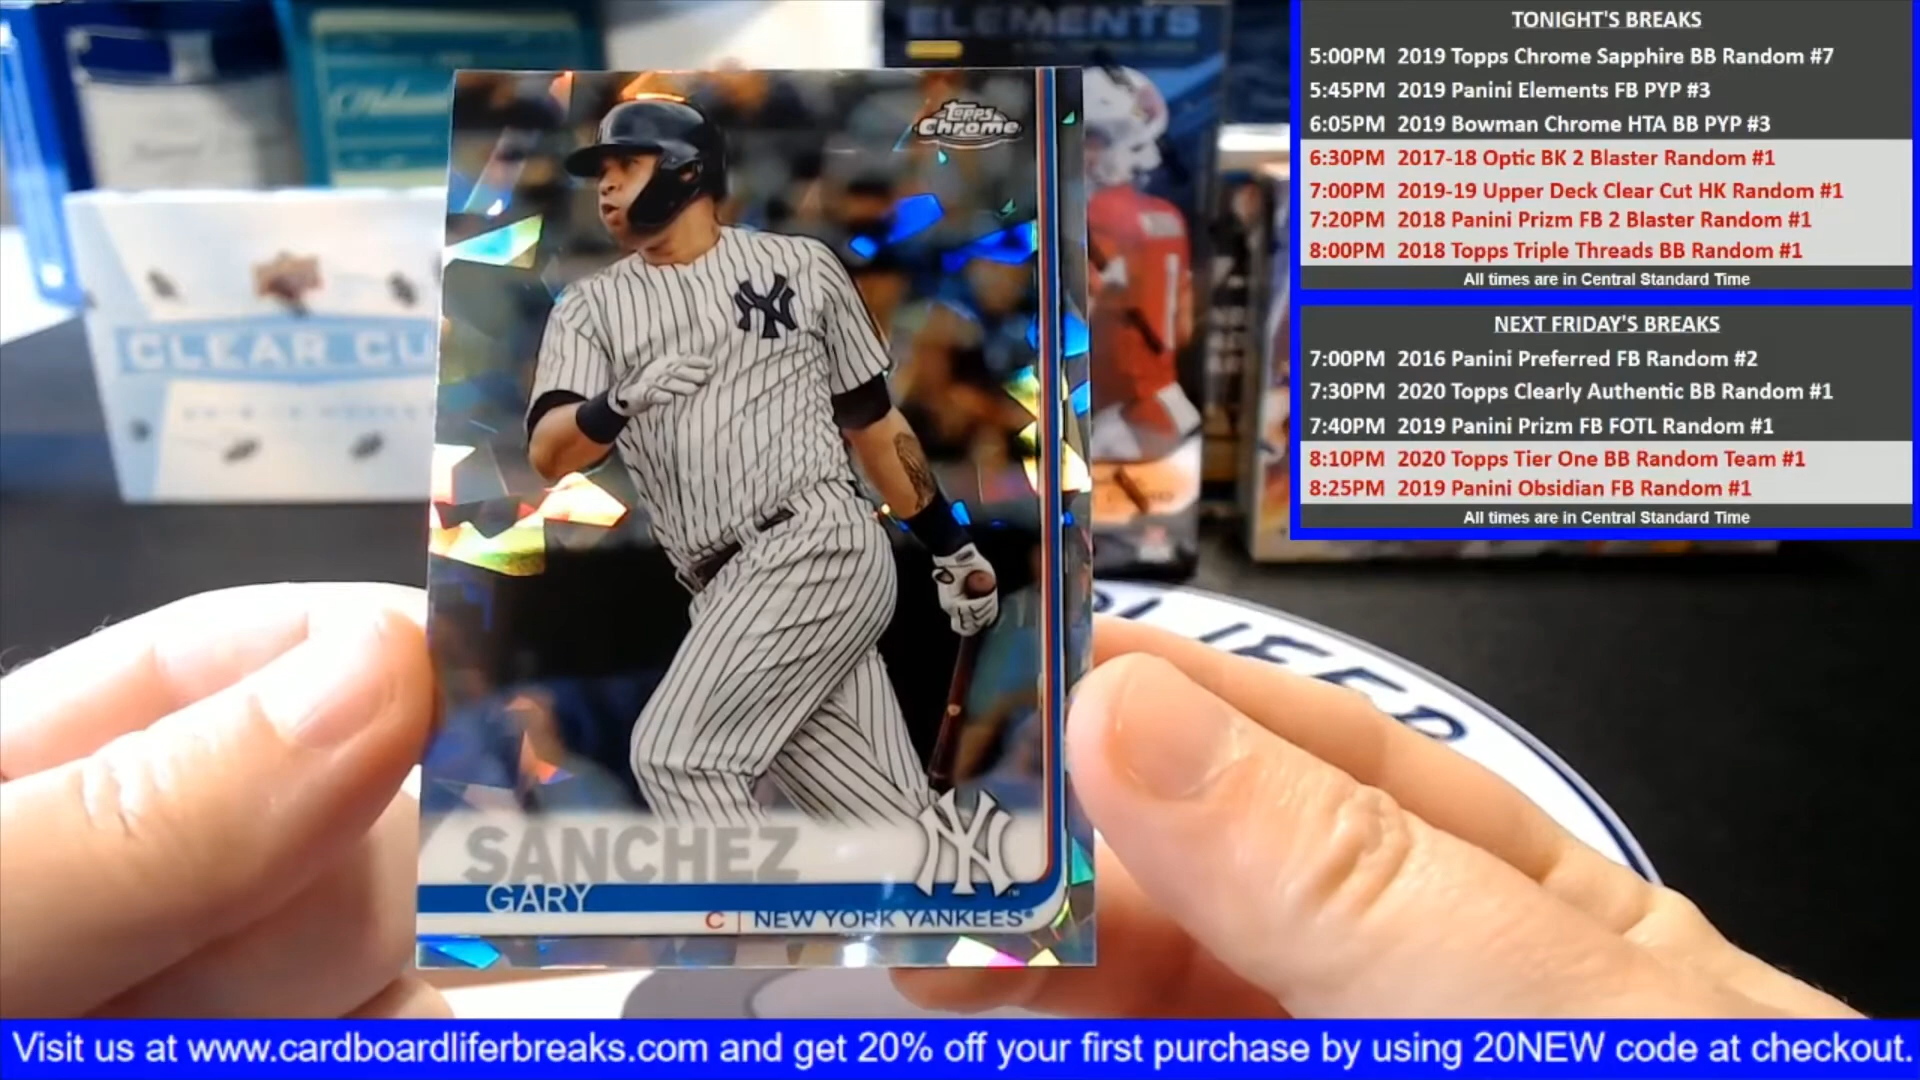 ELEMENTS
Topps
Chrome
CLEAR CU
NY
SANCHEZ
GARY
C | NEW YORK YANKEES
NY
TONIGHT'S BREAKS
5:00PM 2019 Topps Chrome Sapphire BB Random #7
5:45PM 2019 Panini Elements FB PYP #3
6:05PM 2019 Bowman Chrome HTA BB PYP #3
6:30PM 2017-18 Optic BK 2 Blaster Random #1
7:00PM 2019-19 Upper Deck Clear Cut HK Random #1
7:20PM 2018 Panini Prizm FB 2 Blaster Random #1
8:00PM 2018 Topps Triple Threads BB Random #1
All times are in Central Standard Time
NEXT FRIDAY'S BREAKS
7:00PM 2016 Panini Preferred FB Random #2
7:30PM 2020 Topps Clearly Authentic BB Random #1
7:40PM 2019 Panini Prizm FB FOTL Random #1
8:10PM 2020 Topps Tier One BB Random Team #1
8:25PM 2019 Panini Obsidian FB Random #1
All times are in Central Standard Time
Visit us at www.cardboardliferbreaks.com and get 20% off your first purchase by using 20NEW code at checkout.